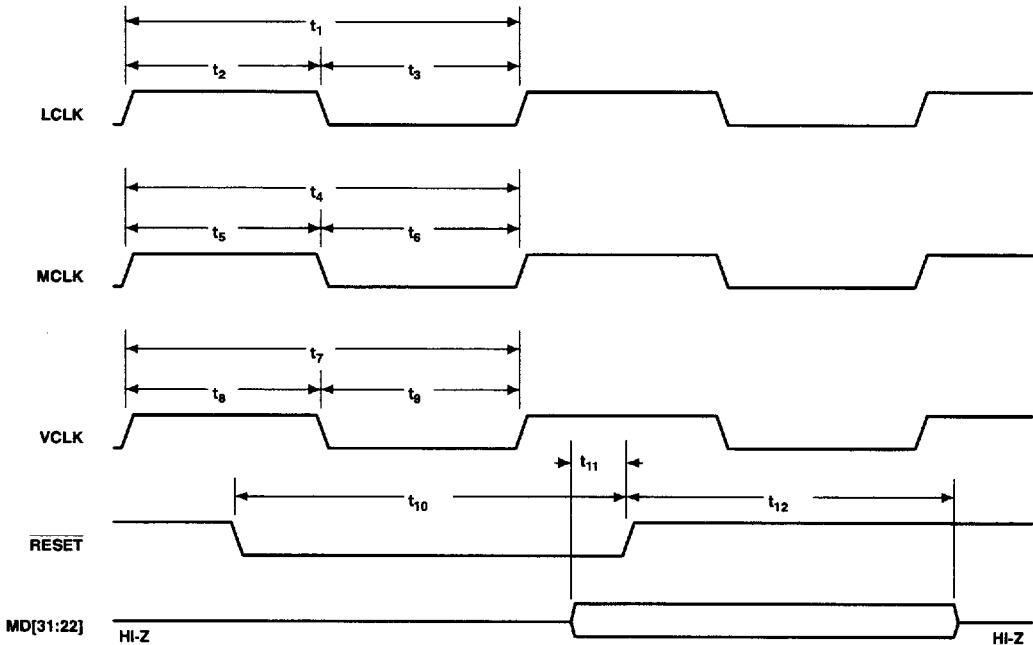 t₁
t₂ t₃
LCLK
t₄
t₅ t₆
MCLK
t₇
t₈ t₉
VCLK
t₁₁
t₁₀ t₁₂
RESET
MD[31:22]
HI-Z HI-Z